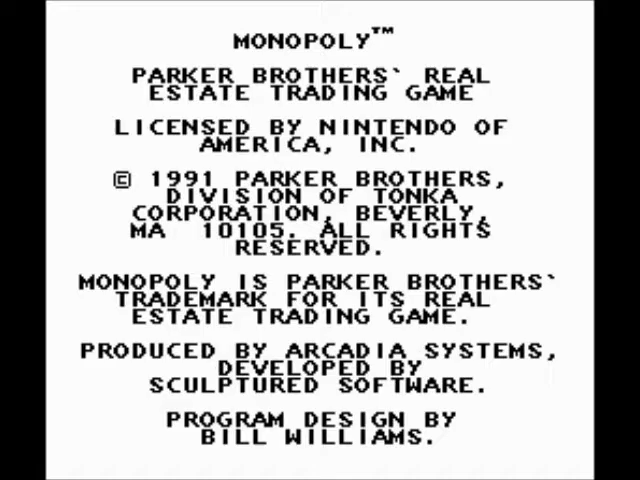 MONOPOLY™
PARKER BROTHERS` REAL
ESTATE TRADING GAME
LICENSED BY NINTENDO OF
AMERICA, INC.
© 1991 PARKER BROTHERS,
DIVISION OF TONKA
CORPORATION, BEVERLY,
MA 10105. ALL RIGHTS
RESERVED.
MONOPOLY IS PARKER BROTHERS`
TRADEMARK FOR ITS REAL
ESTATE TRADING GAME.
PRODUCED BY ARCADIA SYSTEMS,
DEVELOPED BY
SCULPTURED SOFTWARE.
PROGRAM DESIGN BY
BILL WILLIAMS.